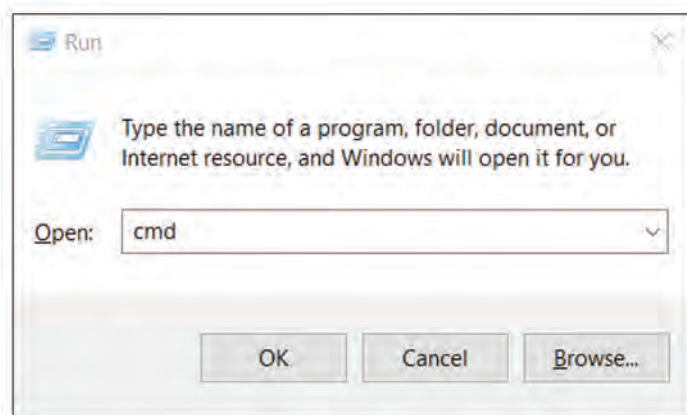 Run
Type the name of a program, folder, document, or
Internet resource, and Windows will open it for you.
Open: cmd
OK Cancel Browse...